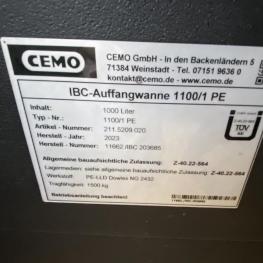 CEMO
CEMO GmbH - In den Backenländern 5
71384 Weinstadt - Tel. 07151 9636 0
kontakt@cemo.de - www.cemo.de
IBC-Auffangwanne 1100/1 PE
Inhalt: 1000 Liter
Typ -Nr.: 1100/1 PE
Artikel - Nummer: 211.5209.020
Herstell - Jahr: 2023
Herstell - Nr.: 11662 /IBC 203685
Z-40.22-564
TÜV
Allgemeine bauaufsichtliche Zulassung: Z-40.22-564
Lagermedien: siehe allgemeine bauaufsichtliche Zulassung
Werkstoff: PE-LLD Dowlex NG 2432
Tragfähigkeit: 1500 kg
Betriebsanleitung beachten!